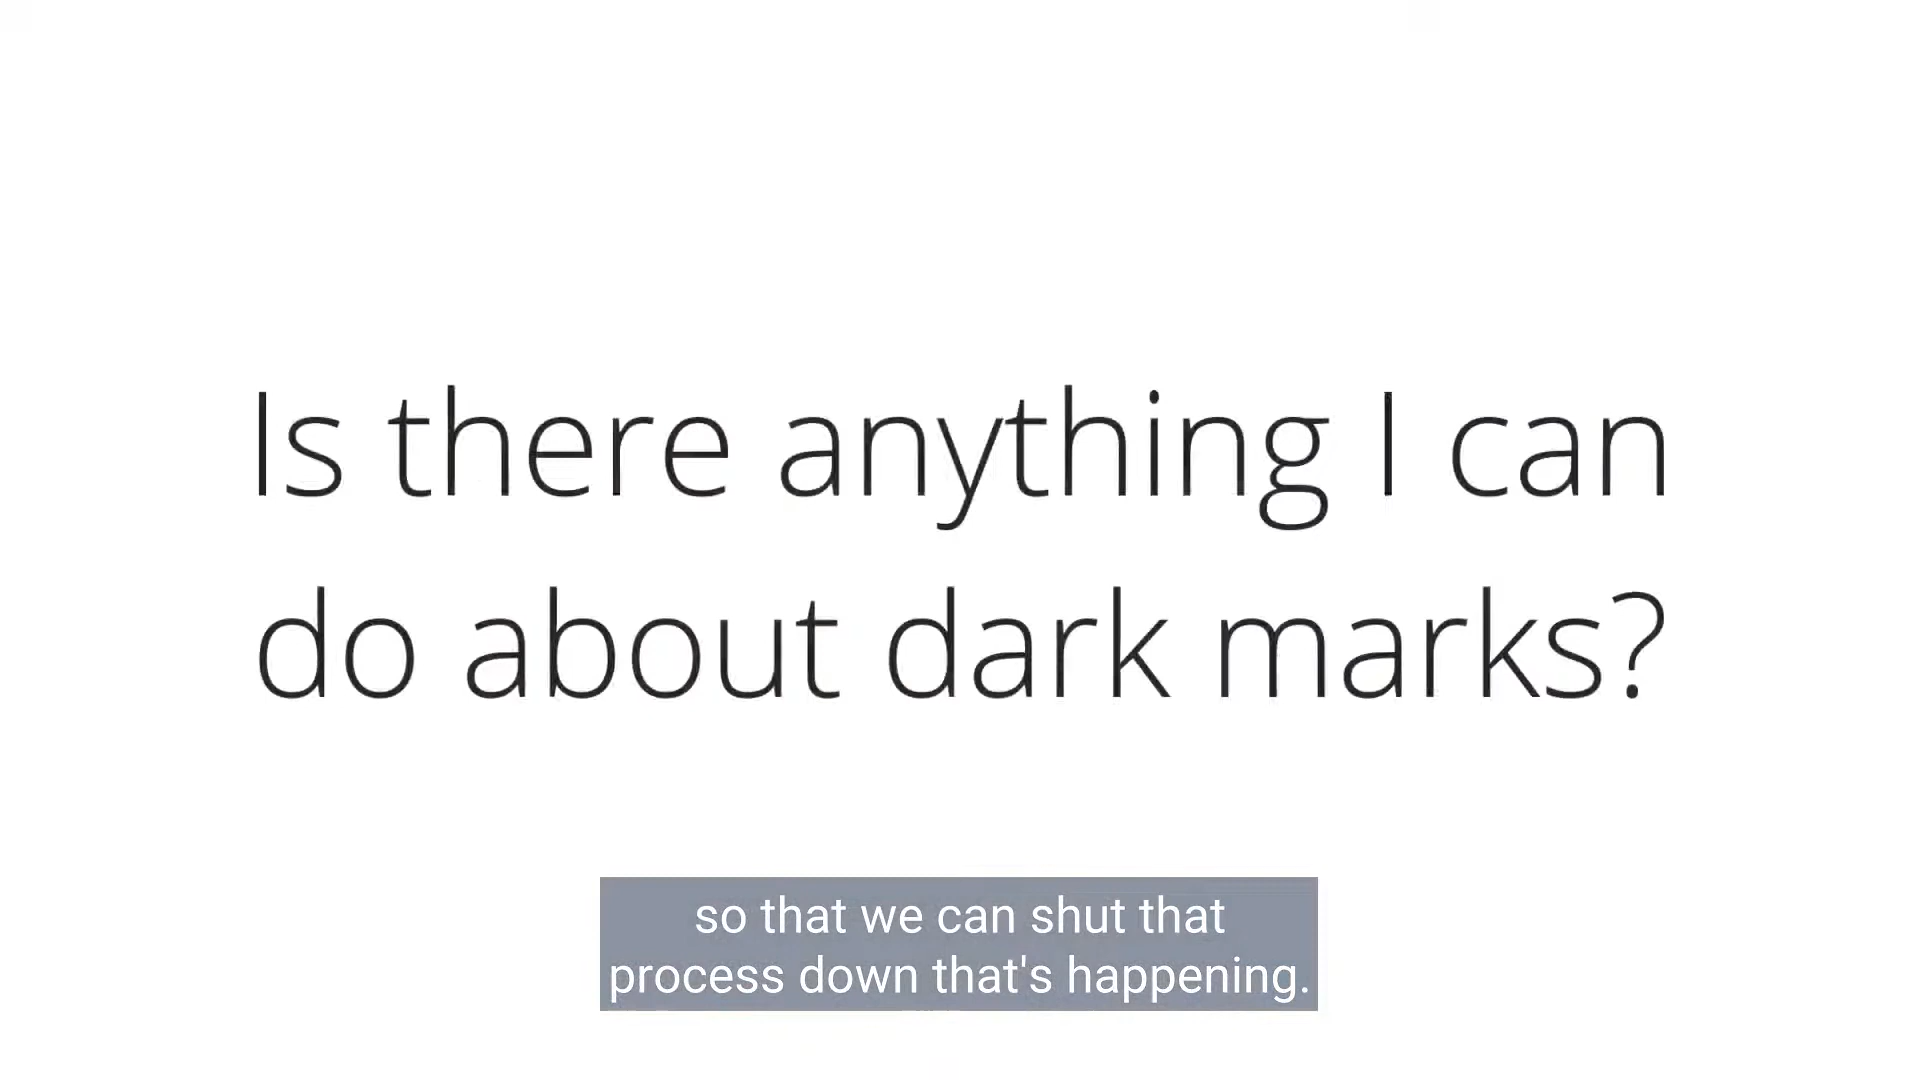 Is there anything I can
do about dark marks?
so that we can shut that
process down that's happening.